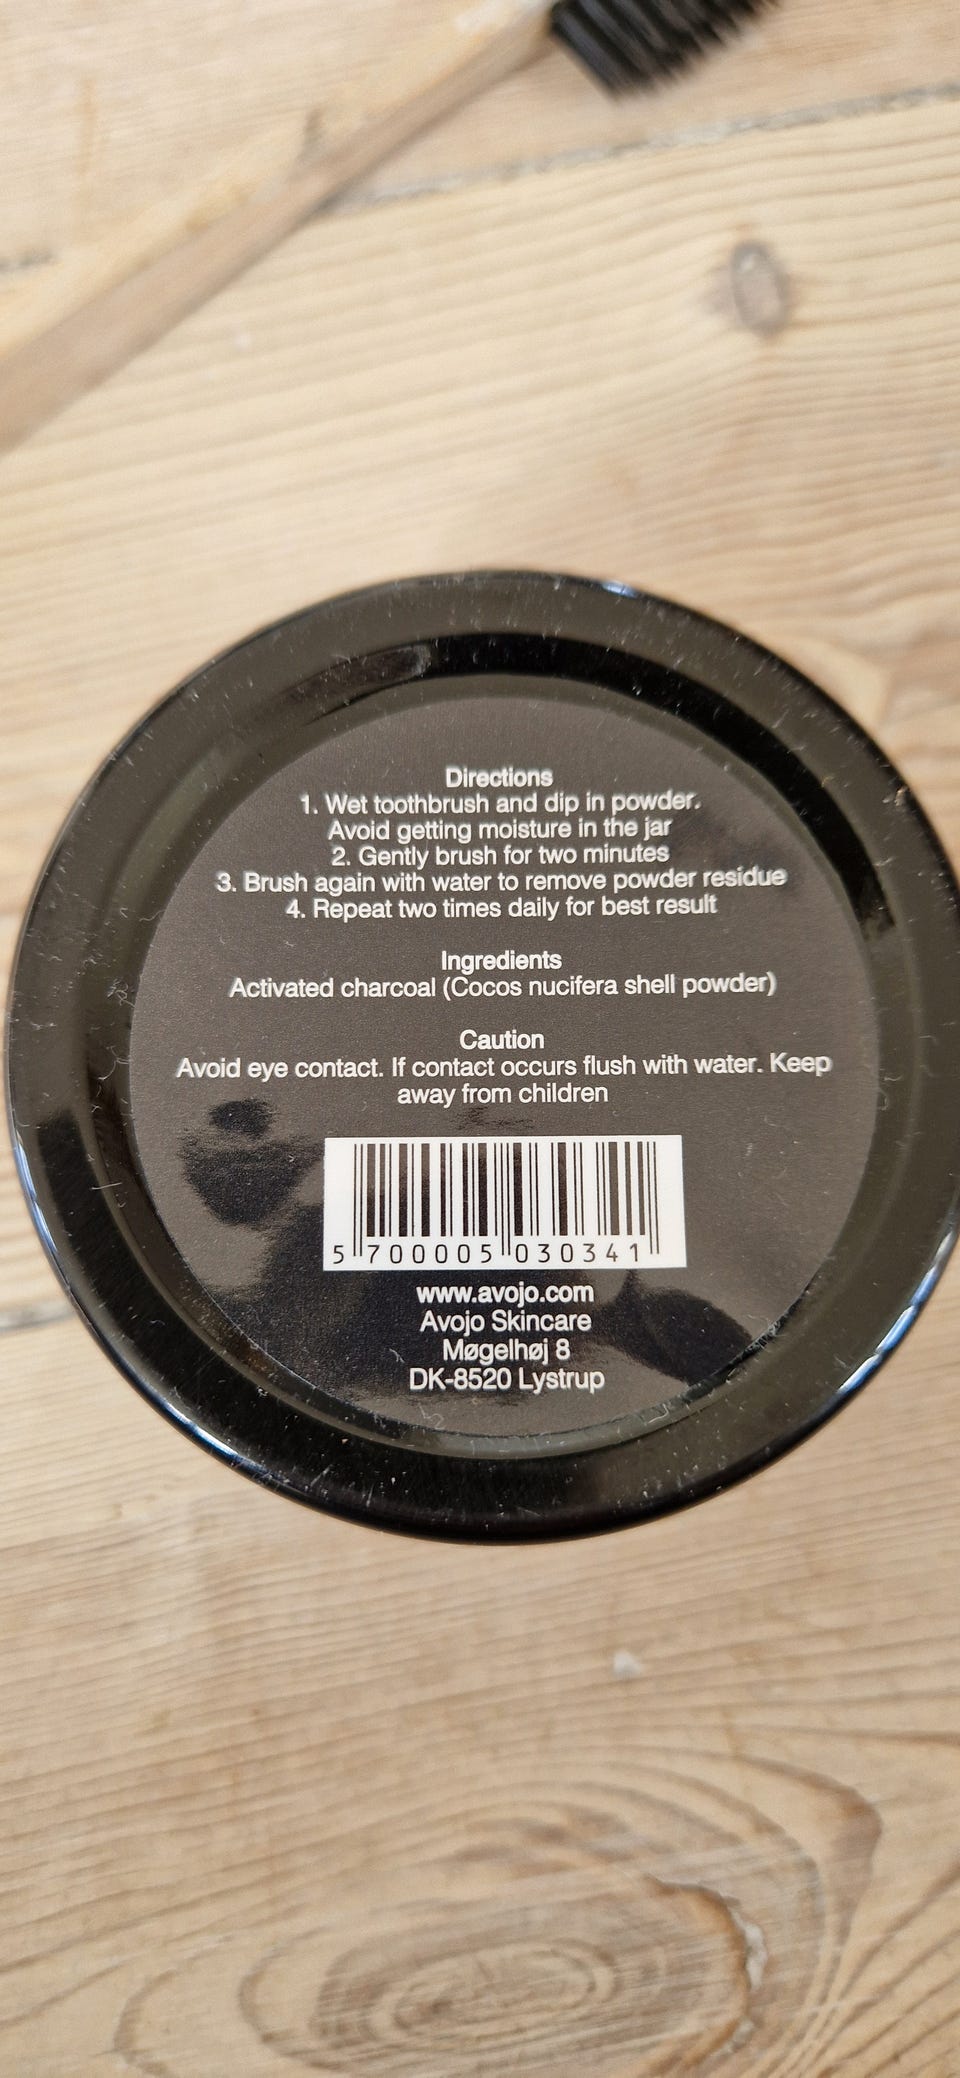 Directions
1. Wet toothbrush and dip in powder.
Avoid getting moisture in the jar
2. Gently brush for two minutes
3. Brush again with water to remove powder residue
4. Repeat two times daily for best result
Ingredients
Activated charcoal (Cocos nucifera shell powder)
Caution
Avoid eye contact. If contact occurs flush with water. Keep
away from children
5 700005 030341
www.avojo.com
Avojo Skincare
Møgelhøj 8
DK-8520 Lystrup